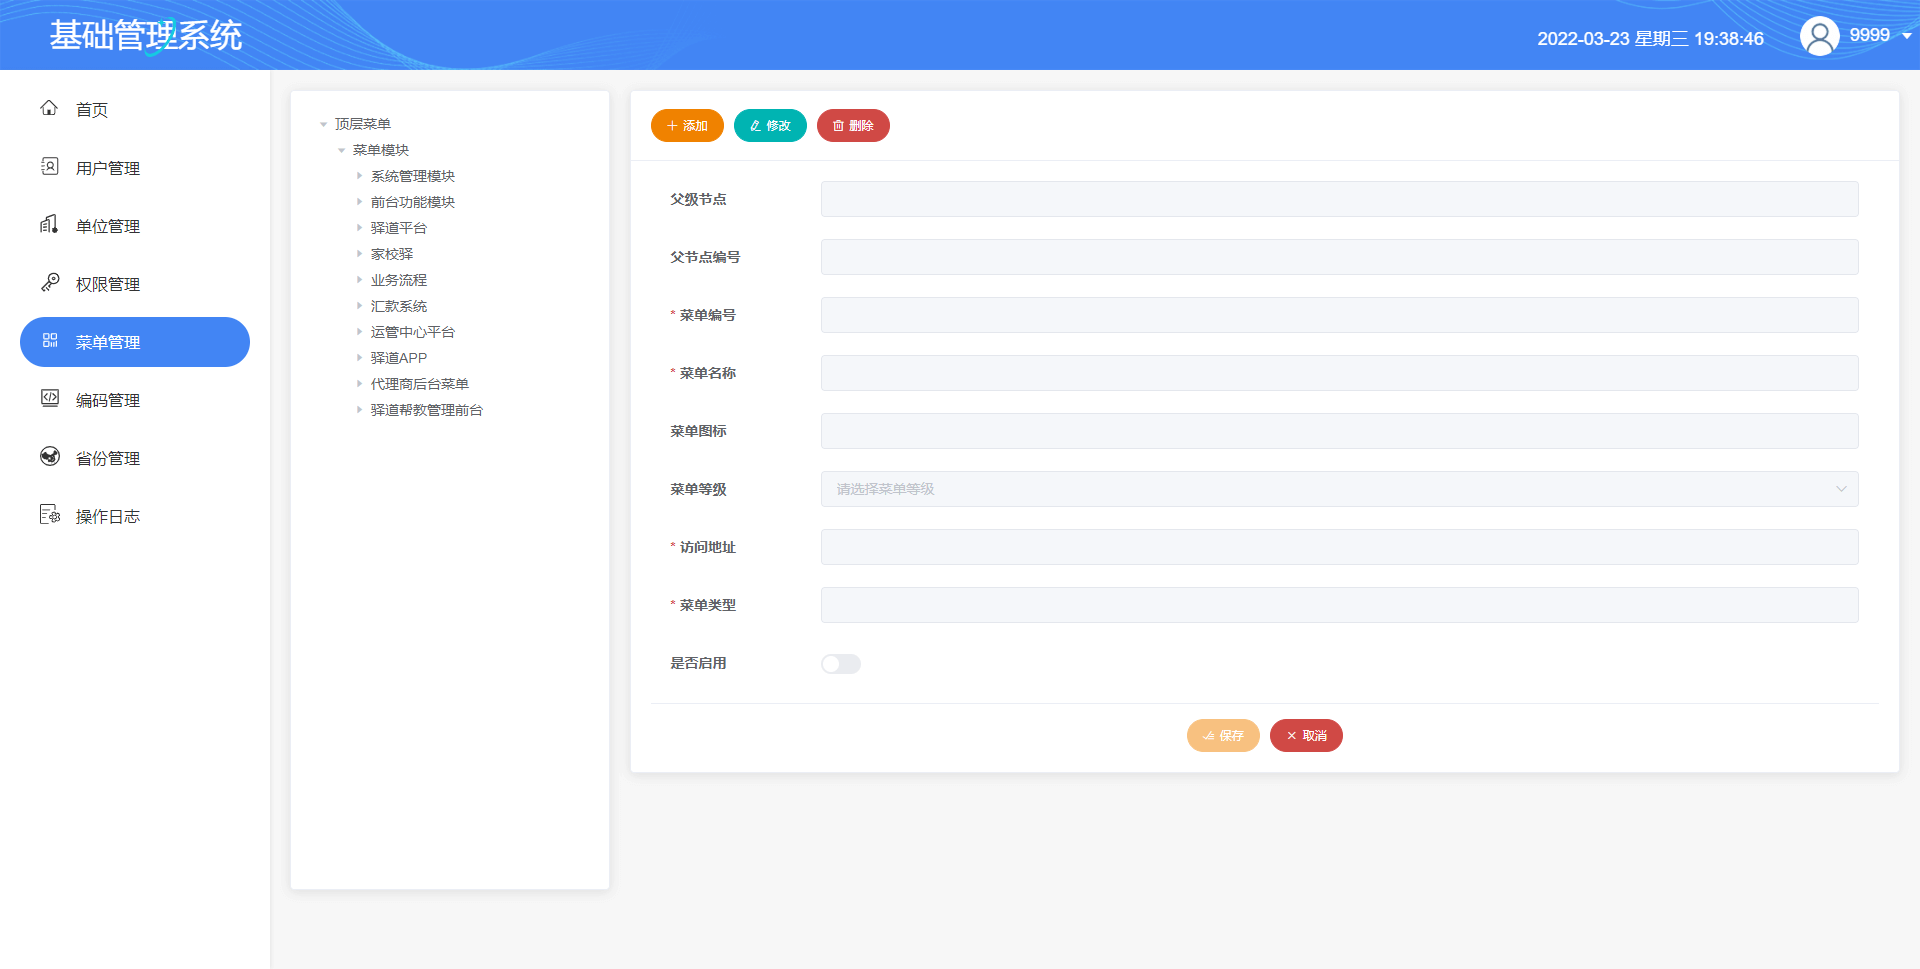 基础管理系统
2022-03-23 星期三 19:38:46
9999
首页
用户管理
单位管理
权限管理
菜单管理
编码管理
省份管理
操作日志
顶层菜单
菜单模块
系统管理模块
前台功能模块
驿道平台
家校驿
业务流程
汇款系统
运管中心平台
驿道APP
代理商后台菜单
驿道帮教管理前台
添加
修改
删除
父级节点
父节点编号
* 菜单编号
* 菜单名称
菜单图标
菜单等级
请选择菜单等级
* 访问地址
* 菜单类型
是否启用
保存
取消